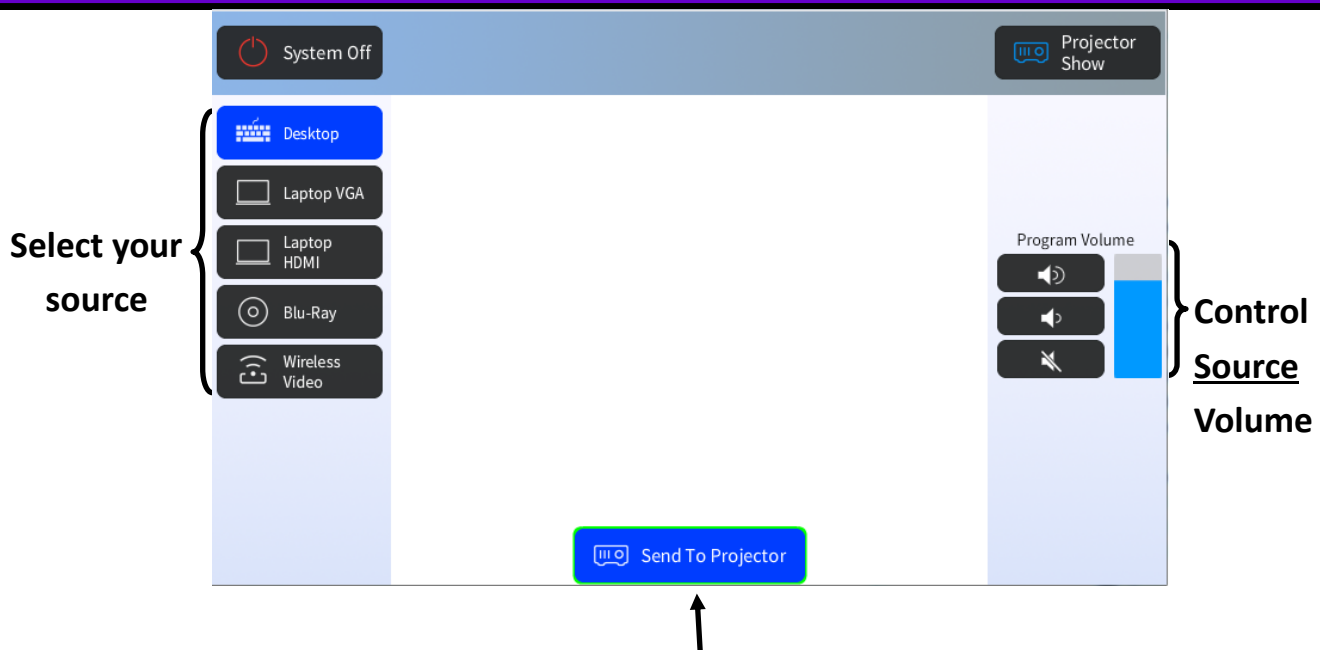 System Off
Projector
Show
Desktop
Laptop VGA
Laptop
HDMI
Blu-Ray
Wireless
Video
Select your
source
Program Volume
Control
Source
Volume
Send To Projector